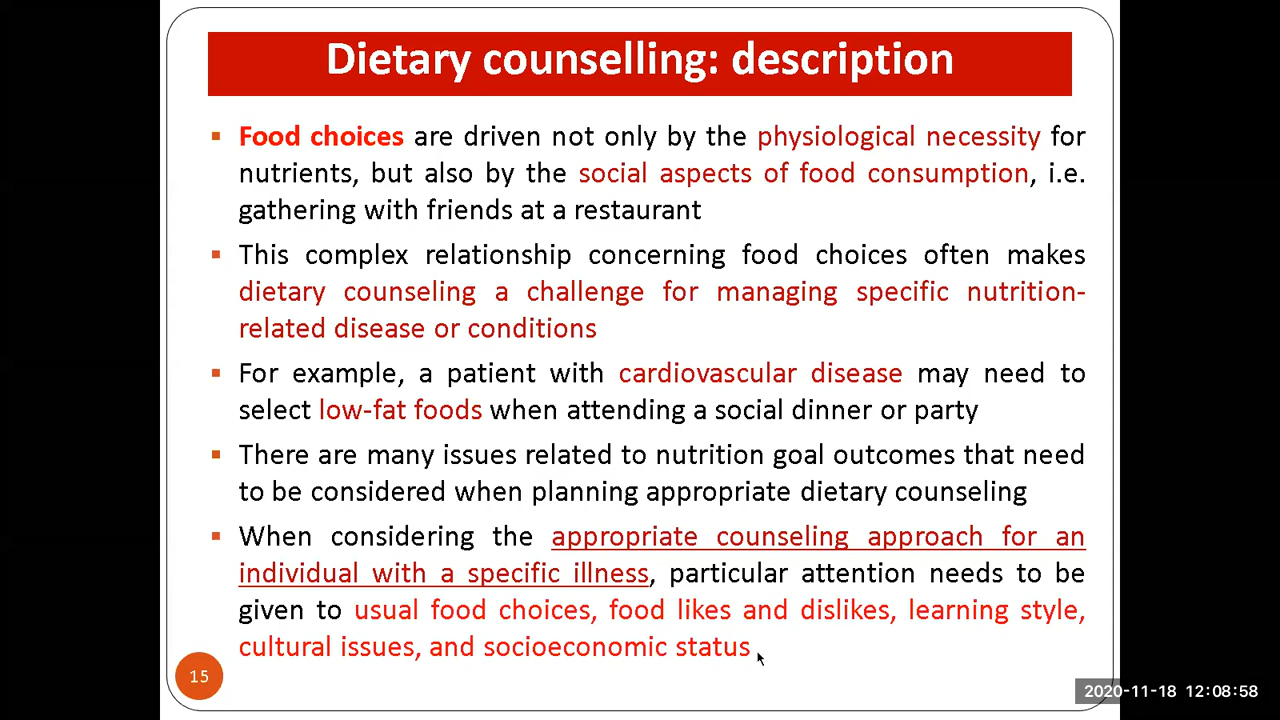 Dietary counselling: description
▪ Food choices are driven not only by the physiological necessity for
nutrients, but also by the social aspects of food consumption, i.e.
gathering with friends at a restaurant
▪ This complex relationship concerning food choices often makes
dietary counseling a challenge for managing specific nutrition-
related disease or conditions
▪ For example, a patient with cardiovascular disease may need to
select low-fat foods when attending a social dinner or party
▪ There are many issues related to nutrition goal outcomes that need
to be considered when planning appropriate dietary counseling
▪ When considering the appropriate counseling approach for an
individual with a specific illness, particular attention needs to be
given to usual food choices, food likes and dislikes, learning style,
cultural issues, and socioeconomic status
15
2020-11-18 12:08:58